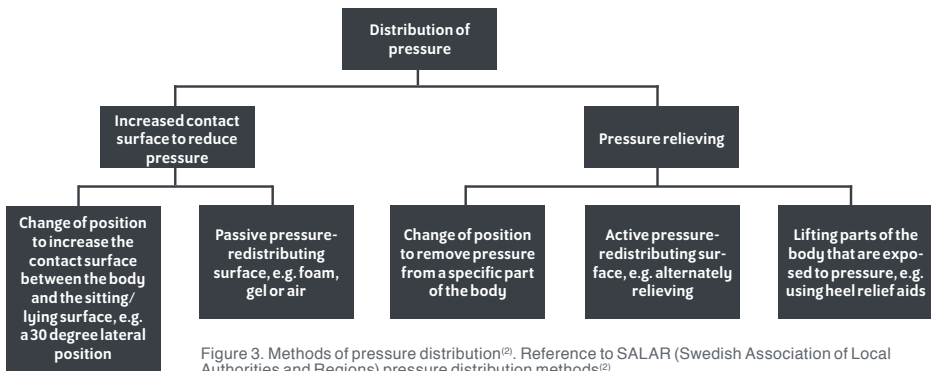 Distribution of
pressure
Increased contact
surface to reduce
pressure
Pressure relieving
Change of position
to increase the
contact surface
between the body
and the sitting/
lying surface, e.g.
a 30 degree lateral
position
Passive pressure-
redistributing
surface, e.g. foam,
gel or air
Change of position
to remove pressure
from a specific part
of the body
Active pressure-
redistributing sur-
face, e.g. alternately
relieving
Lifting parts of the
body that are expo-
sed to pressure, e.g.
using heel relief aids
Figure 3. Methods of pressure distribution⁽²⁾. Reference to SALAR (Swedish Association of Local
Authorities and Regions) pressure distribution methods⁽²⁾